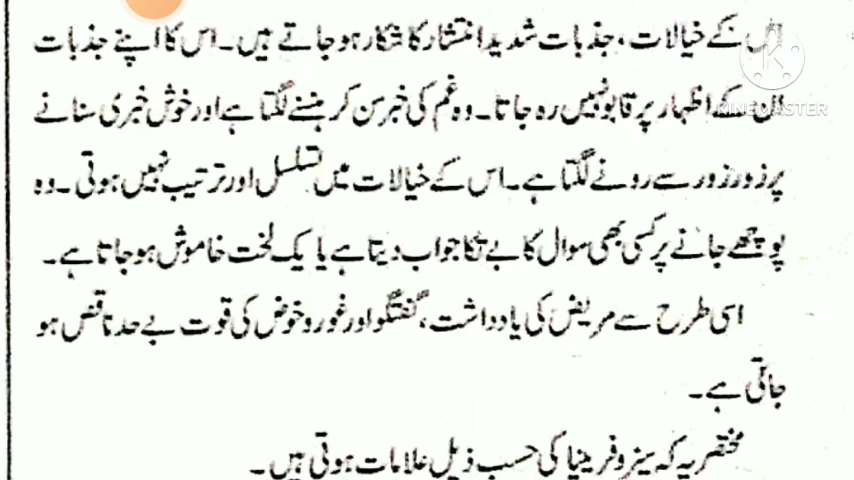 اس کے خیالات، جذبات شدید انتشار کا شکار ہو جاتے ہیں۔ اس کا اپنے جذبات
ان کے اظہار پر قابو نہیں رہ جاتا۔ وہ غم کی خبر سن کر ہنسنے لگتا ہے اور خوش خبری سنانے
پر زور زور سے رونے لگتا ہے۔ اس کے خیالات میں تسلسل اور ترتیب نہیں ہوتی۔ وہ
پوچھے جانے پر کسی بھی سوال کا بے تکا جواب دیتا ہے یا یک لخت خاموش ہو جاتا ہے۔
اسی طرح سے مریض کی یادداشت، گفتگو اور غور و خوض کی قوت بے حد ناقص ہو
جاتی ہے۔
مختصر یہ کہ سیزوفرینیا کی حسب ذیل علامات ہوتی ہیں۔
KINEMASTER